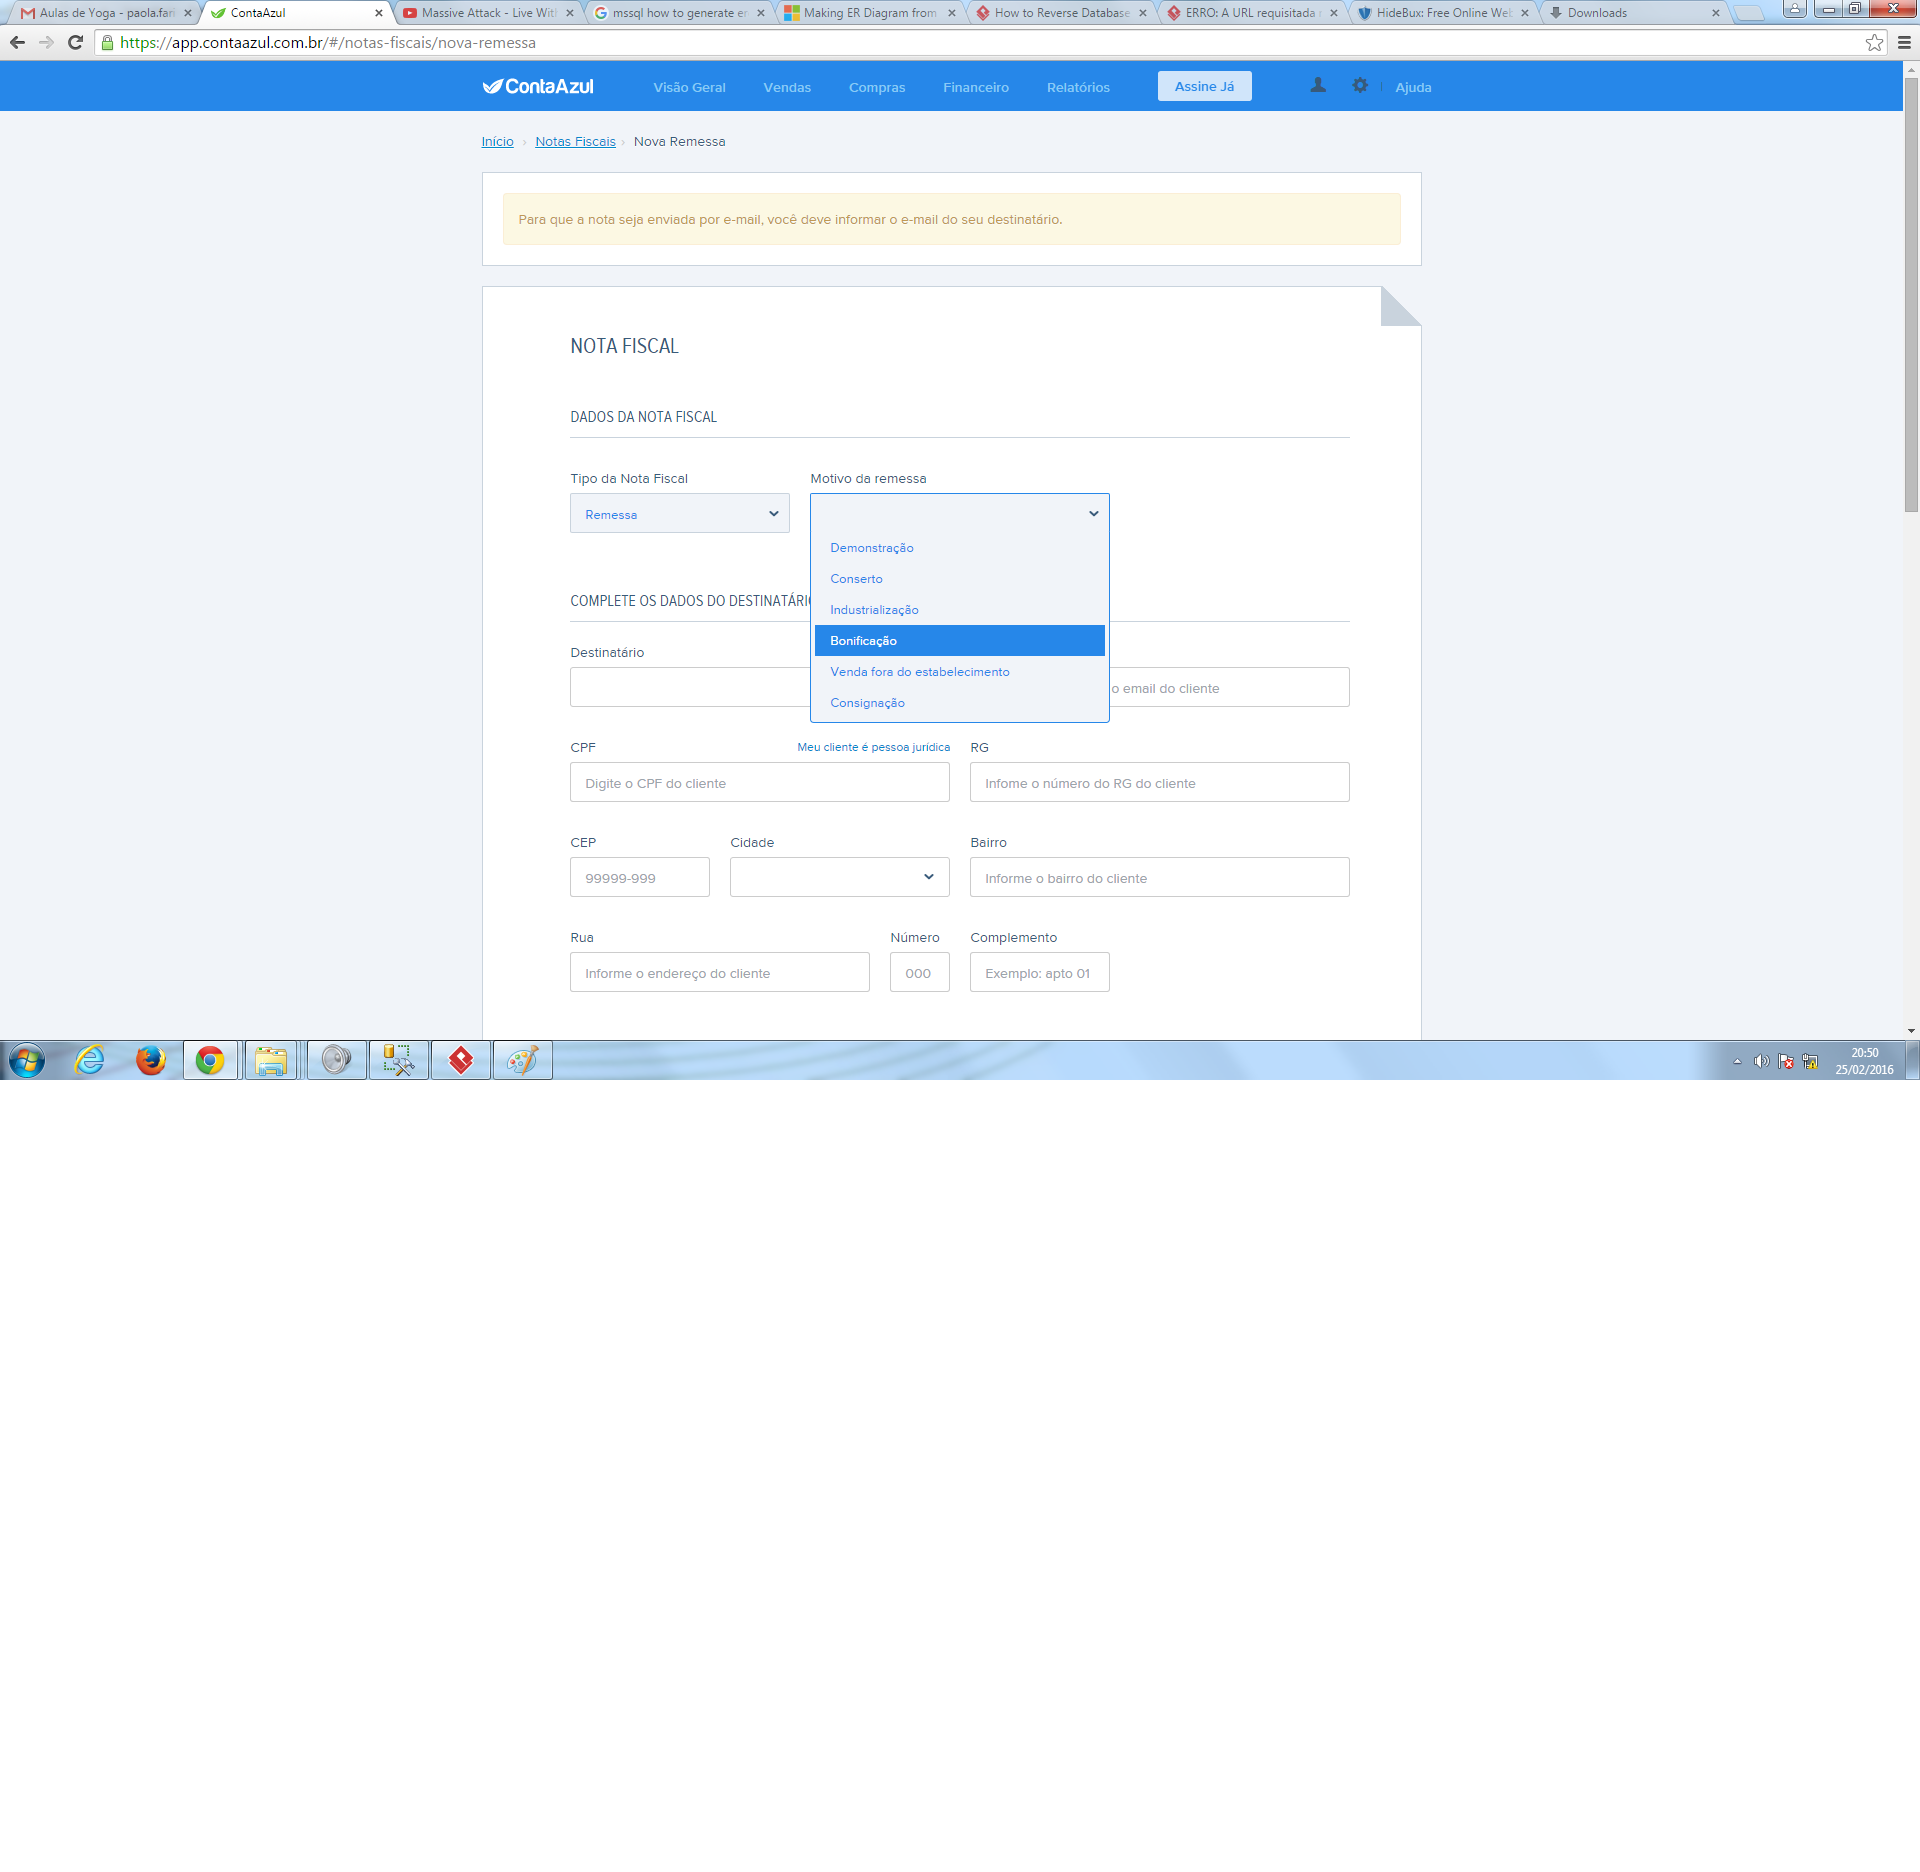 Aulas de Yoga - paola.fari
ContaAzul
Massive Attack - Live Wit
mssql how to generate er
Making ER Diagram from
How to Reverse Database
ERRO: A URL requisitada
HideBux: Free Online Web
Downloads
https://app.contaazul.com.br/#/notas-fiscais/nova-remessa
ContaAzul
Visão Geral
Vendas
Compras
Financeiro
Relatórios
Assine Já
Ajuda
Início › Notas Fiscais › Nova Remessa
Para que a nota seja enviada por e-mail, você deve informar o e-mail do seu destinatário.
NOTA FISCAL
DADOS DA NOTA FISCAL
Tipo da Nota Fiscal
Motivo da remessa
Remessa
Demonstração
Conserto
Industrialização
Bonificação
Venda fora do estabelecimento
Consignação
COMPLETE OS DADOS DO DESTINATÁRI
Destinatário
o email do cliente
CPF
Meu cliente é pessoa jurídica
RG
Digite o CPF do cliente
Infome o número do RG do cliente
CEP
Cidade
Bairro
99999-999
Informe o bairro do cliente
Rua
Número
Complemento
Informe o endereço do cliente
000
Exemplo: apto 01
20:50
25/02/2016